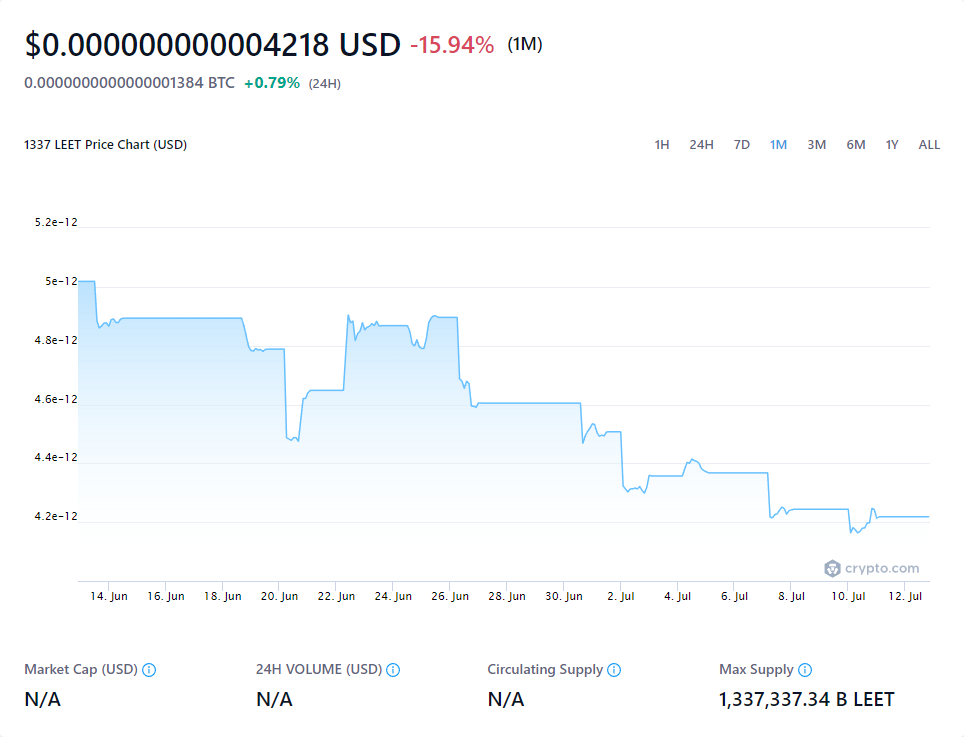 $0.000000000004218 USD -15.94% (1M)
0.0000000000000001384 BTC +0.79% (24H)
1337 LEET Price Chart (USD) 1H 24H 7D 1M 3M 6M 1Y ALL
5.2e-12
5e-12
4.8e-12
4.6e-12
4.4e-12
4.2e-12
crypto.com
14. Jun 16. Jun 18. Jun 20. Jun 22. Jun 24. Jun 26. Jun 28. Jun 30. Jun 2. Jul 4. Jul 6. Jul 8. Jul 10. Jul 12. Jul
Market Cap (USD) 24H VOLUME (USD) Circulating Supply Max Supply
N/A N/A N/A 1,337,337.34 B LEET